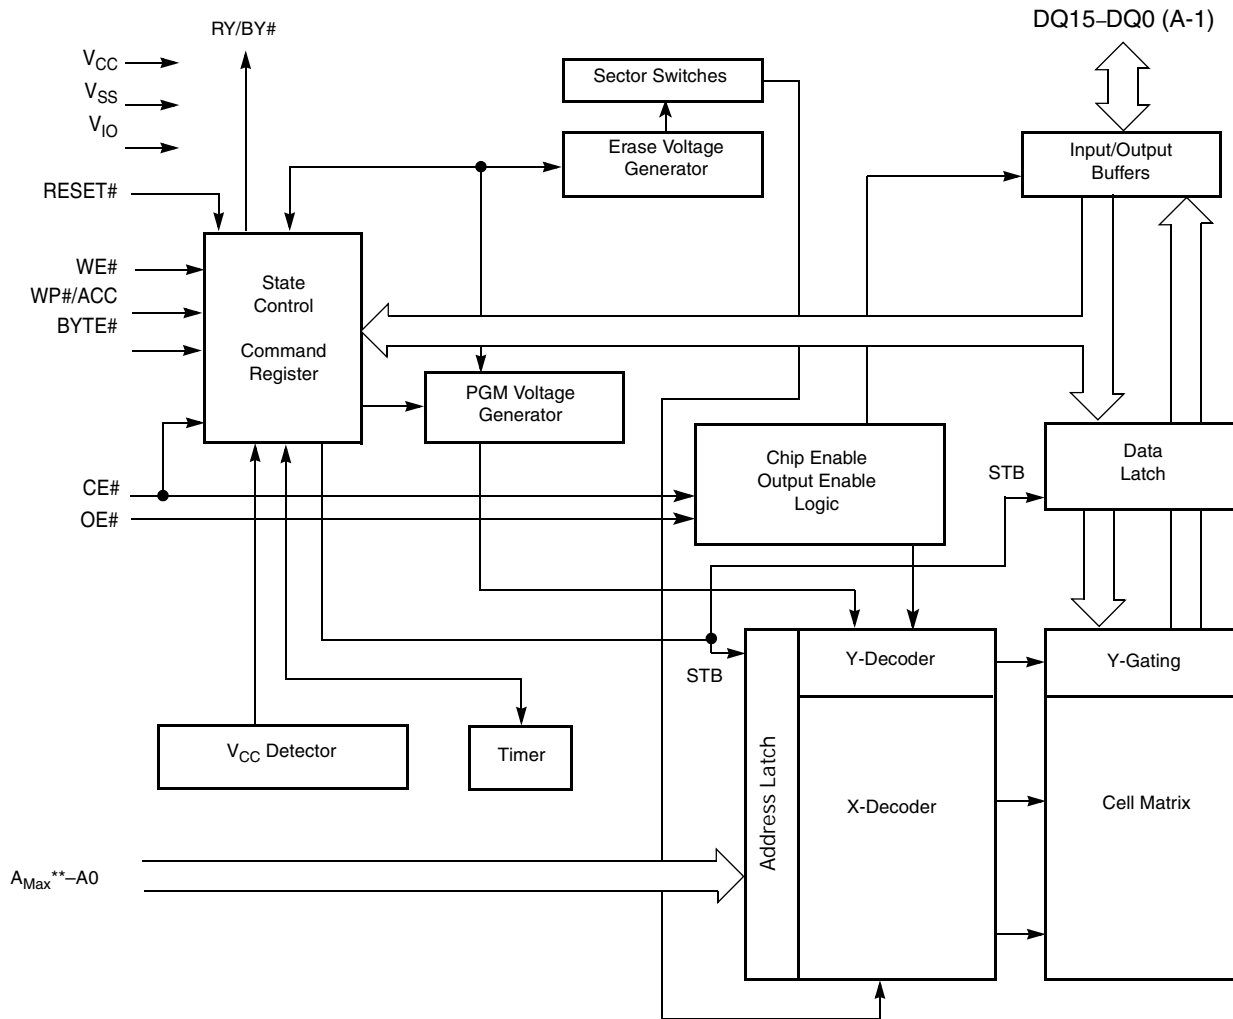 RY/BY#
DQ15–DQ0 (A-1)
VCC
VSS
VIO
Sector Switches
Erase Voltage
Generator
Input/Output
Buffers
RESET#
WE#
WP#/ACC
BYTE#
State
Control
Command
Register
PGM Voltage
Generator
Chip Enable
Output Enable
Logic
Data
Latch
STB
CE#
OE#
STB
Y-Decoder
Y-Gating
VCC Detector
Timer
Address Latch
X-Decoder
Cell Matrix
AMax**–A0